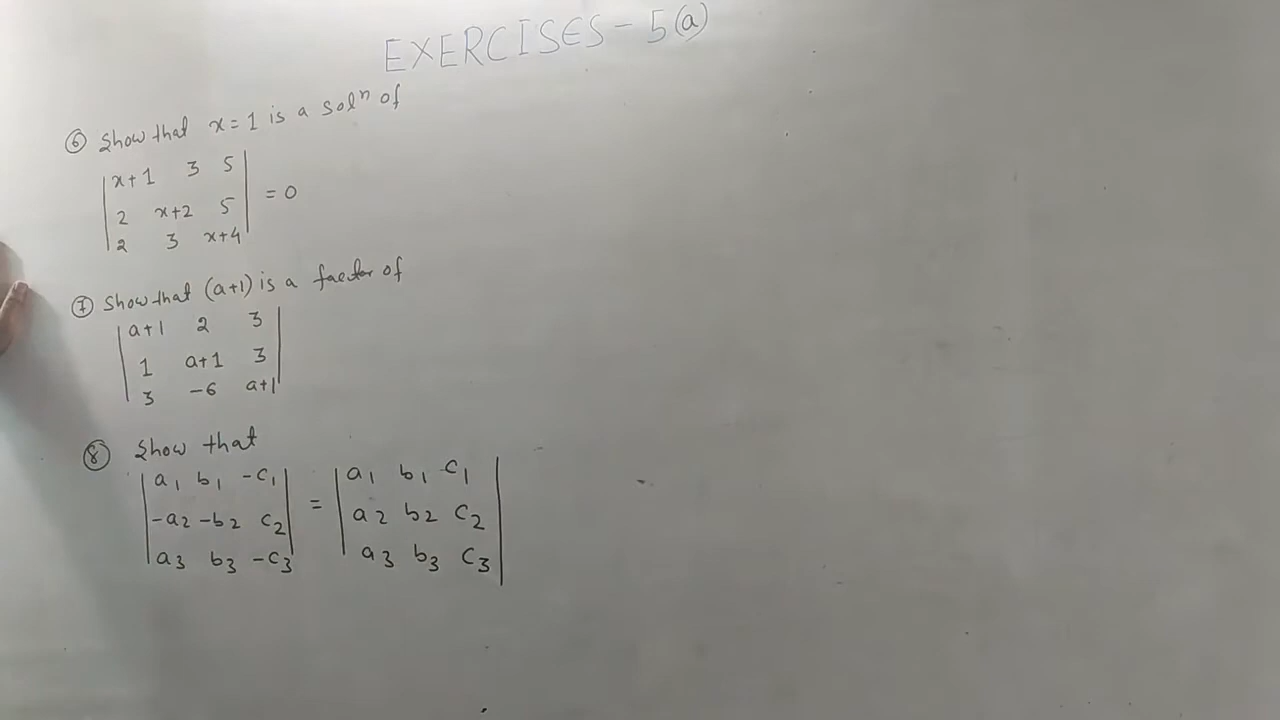 EXERCISES - 5(a)
⑥ Show that x = 1 is a solⁿ of
| x+1 3 5 |
| 2 x+2 5 | = 0
| 2 3 x+4 |
⑦ Show that (a+1) is a factor of
| a+1 2 3 |
| 1 a+1 3 |
| 3 -6 a+1 |
⑧ Show that
| a1 b1 -c1 | | a1 b1 c1 |
| -a2 -b2 c2 | = | a2 b2 c2 |
| a3 b3 -c3 | | a3 b3 c3 |